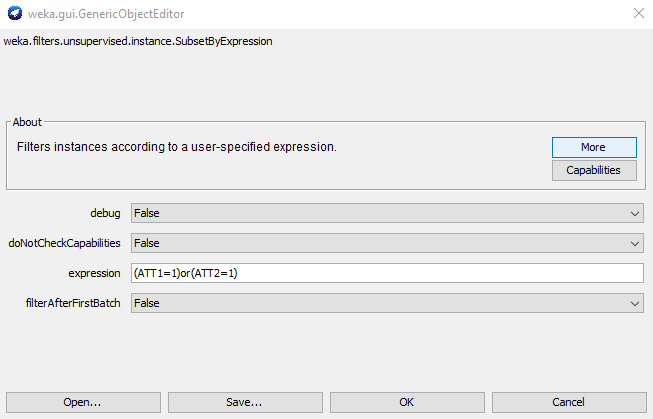 weka.gui.GenericObjectEditor
weka.filters.unsupervised.instance.SubsetByExpression
About
Filters instances according to a user-specified expression.
More
Capabilities
debug False
doNotCheckCapabilities False
expression (ATT1=1)or(ATT2=1)
filterAfterFirstBatch False
Open... Save... OK Cancel